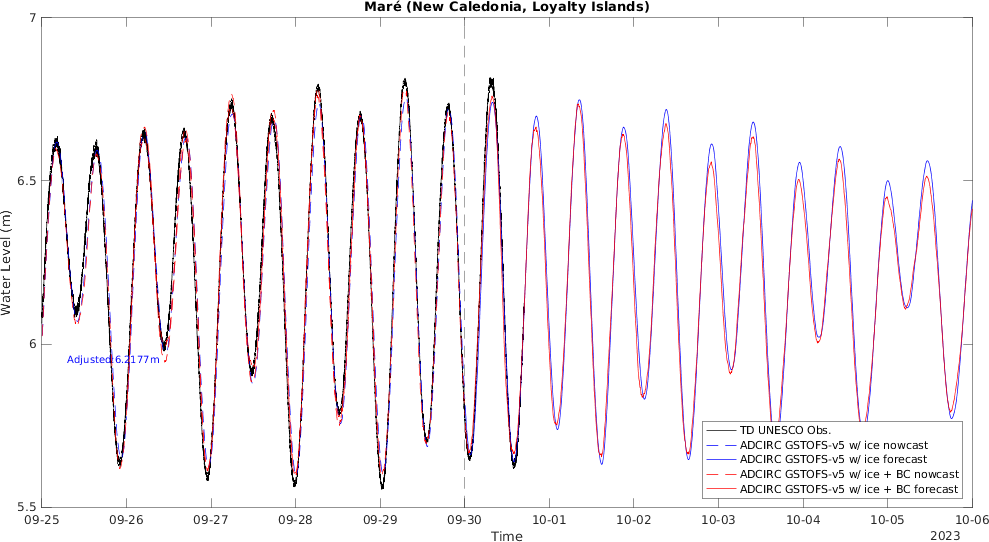 Maré (New Caledonia, Loyalty Islands)
Water Level (m)
7
6.5
6
5.5
Adjusted:6.2177m
TD UNESCO Obs.
ADCIRC GSTOFS-v5 w/ ice nowcast
ADCIRC GSTOFS-v5 w/ ice forecast
ADCIRC GSTOFS-v5 w/ ice + BC nowcast
ADCIRC GSTOFS-v5 w/ ice + BC forecast
09-25 09-26 09-27 09-28 09-29 09-30 10-01 10-02 10-03 10-04 10-05 10-06
Time
2023